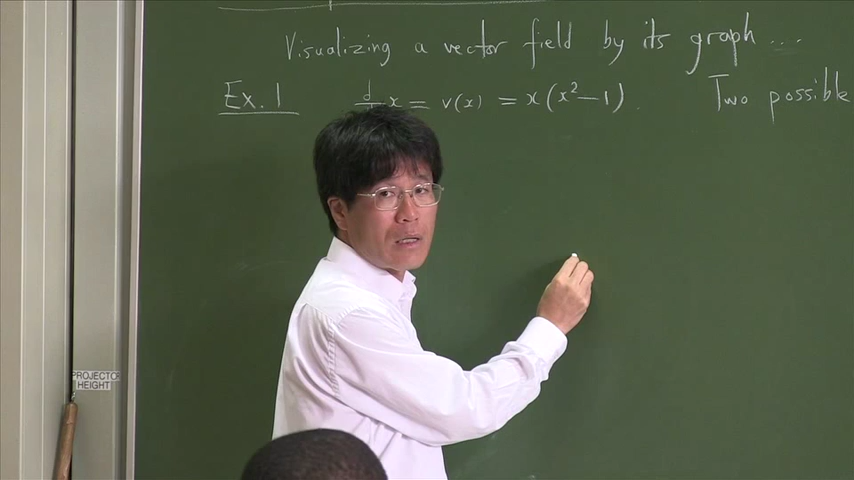 Visualizing a vector field by its graph ....
Ex. 1 d/dt x = v(x) = x(x²-1). Two possible
PROJECTOR
HEIGHT